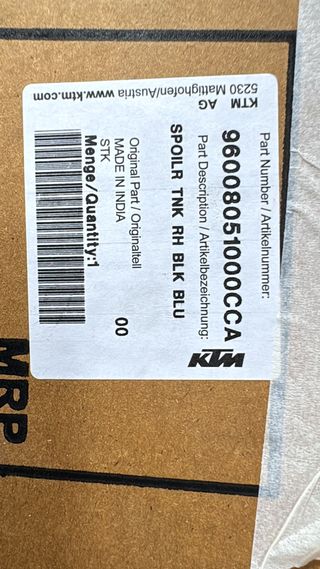 Part Number / Artikelnummer:
96008051000CCA
Part Description / Artikelbezeichnung:
SPOILR TNK RH BLK BLU
KTM
Original Part / Originalteil
MADE IN INDIA
STK
00
Menge/Quantity:1
KTM AG
5230 Mattighofen/Austria www.ktm.com
MRP